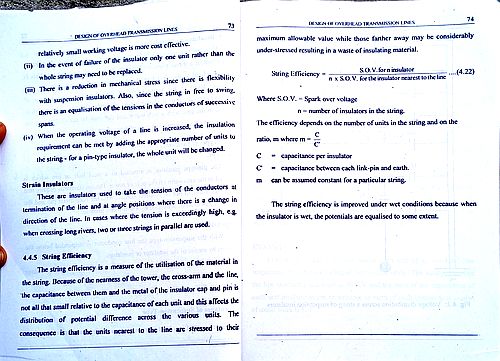 DESIGN OF OVERHEAD TRANSMISSION LINES 73
relatively small working voltage is more cost effective.
(ii) In the event of failure of the insulator only one unit rather than the
whole string may need to be replaced.
(iii) There is a reduction in mechanical stress since there is flexibility
with suspension insulators. Also, since the string is free to swing,
there is an equalisation of the tensions in the conductors of successive
spans.
(iv) When the operating voltage of a line is increased, the insulation
requirement can be met by adding the appropriate number of units to
the string - for a pin-type insulator, the whole unit will be changed.
Strain Insulators
These are insulators used to take the tension of the conductors at
termination of the line and at angle positions where there is a change in
direction of the line. In cases where the tension is exceedingly high, e.g.
when crossing long rivers, two or three strings in parallel are used.
4.4.5 String Efficiency
The string efficiency is a measure of the utilisation of the material in
the string. Because of the nearness of the tower, the cross-arm and the line,
the capacitance between them and the metal of the insulator cap and pin is
not all that small relative to the capacitance of each unit and this affects the
distribution of potential difference across the various units. The
consequence is that the units nearest to the line are stressed to their
DESIGN OF OVERHEAD TRANSMISSION LINES 74
maximum allowable value while those farther away may be considerably
under-stressed resulting in a waste of insulating material.
String Efficiency = S.O.V. for n insulator / n x S.O.V. for the insulator nearest to the line ....(4.22)
Where S.O.V. = Spark over voltage
n = number of insulators in the string.
The efficiency depends the number of units in the string and on the
ratio, m where m = C / C'
C = capacitance per insulator
C' = capacitance between each link-pin and earth.
m can be assumed constant for a particular string.
The string efficiency is improved under wet conditions because when
the insulator is wet, the potentials are equalised to some extent.